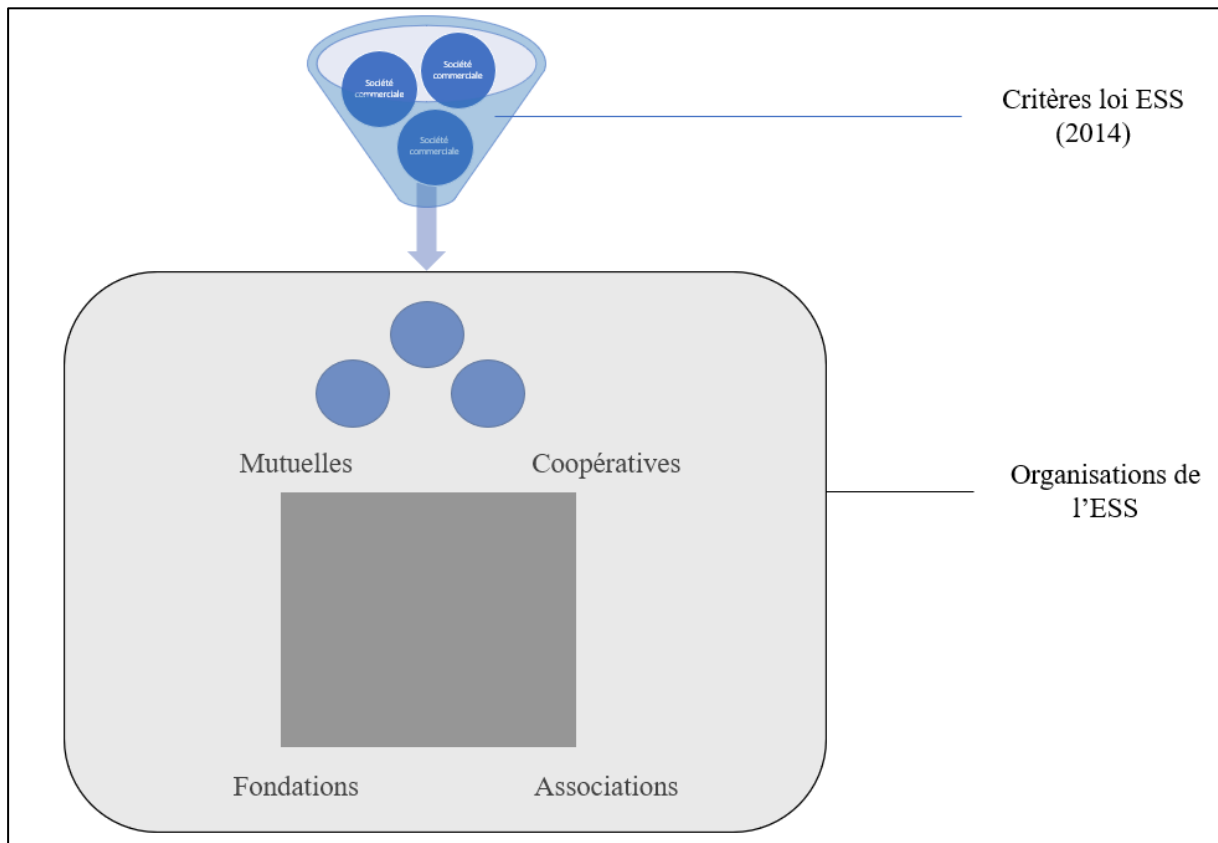 Société
commerciale
Société
commerciale
Société
commerciale
Critères loi ESS
(2014)
Mutuelles
Coopératives
Organisations de
l’ESS
Fondations
Associations